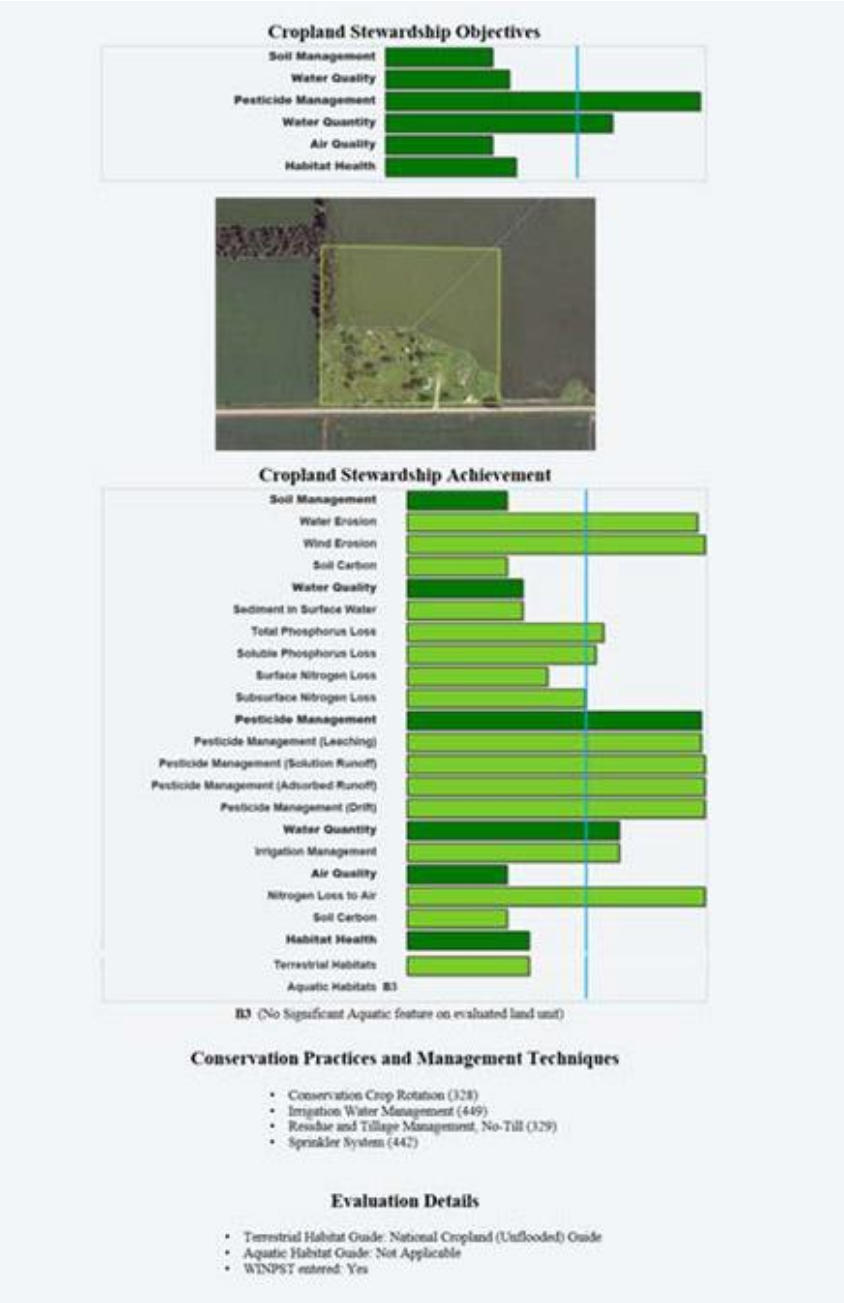 Cropland Stewardship Objectives
Soil Management
Water Quality
Pesticide Management
Water Quantity
Air Quality
Habitat Health
Cropland Stewardship Achievement
Soil Management
Water Erosion
Wind Erosion
Soil Carbon
Water Quality
Sediment in Surface Water
Total Phosphorus Loss
Soluble Phosphorus Loss
Surface Nitrogen Loss
Subsurface Nitrogen Loss
Pesticide Management
Pesticide Management (Leaching)
Pesticide Management (Solution Runoff)
Pesticide Management (Adsorbed Runoff)
Pesticide Management (Drift)
Water Quantity
Irrigation Management
Air Quality
Nitrogen Loss to Air
Soil Carbon
Habitat Health
Terrestrial Habitats
Aquatic Habitats B3
B3 (No Significant Aquatic feature on evaluated land unit)
Conservation Practices and Management Techniques
• Conservation Crop Rotation (328)
• Irrigation Water Management (449)
• Residue and Tillage Management, No-Till (329)
• Sprinkler System (442)
Evaluation Details
• Terrestrial Habitat Guide: National Cropland (Unflooded) Guide
• Aquatic Habitat Guide: Not Applicable
• WINPST entered: Yes